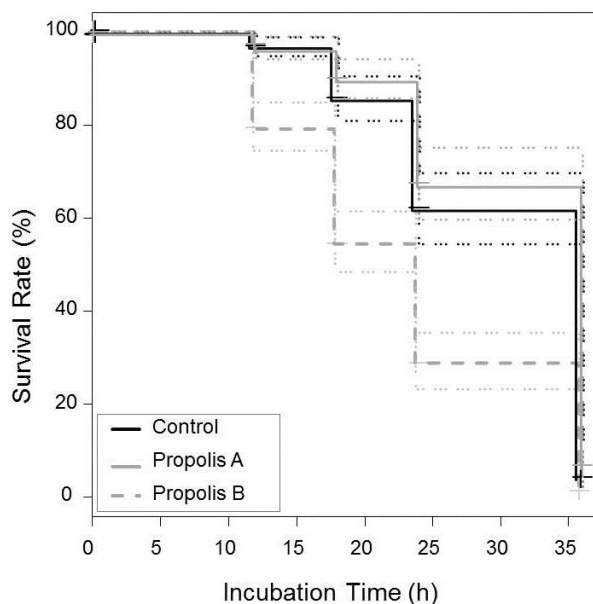 Survival Rate (%)
100
80
60
40
20
0
Control
Propolis A
Propolis B
0 5 10 15 20 25 30 35
Incubation Time (h)